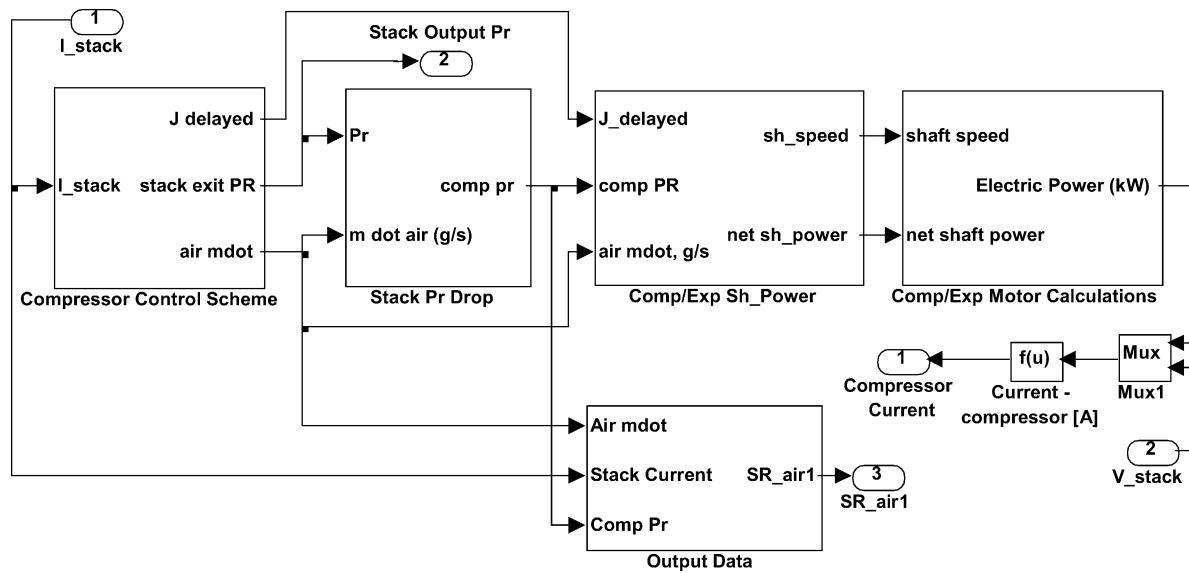 1
I_stack
Stack Output Pr
2
J delayed
I_stack
stack exit PR
air mdot
Compressor Control Scheme
Pr
comp pr
m dot air (g/s)
Stack Pr Drop
J_delayed
sh_speed
comp PR
net sh_power
air mdot, g/s
Comp/Exp Sh_Power
shaft speed
Electric Power (kW)
net shaft power
Comp/Exp Motor Calculations
1
Compressor
Current
f(u)
Current -
compressor [A]
Mux
Mux1
Air mdot
Stack Current
SR_air1
Comp Pr
Output Data
3
SR_air1
2
V_stack